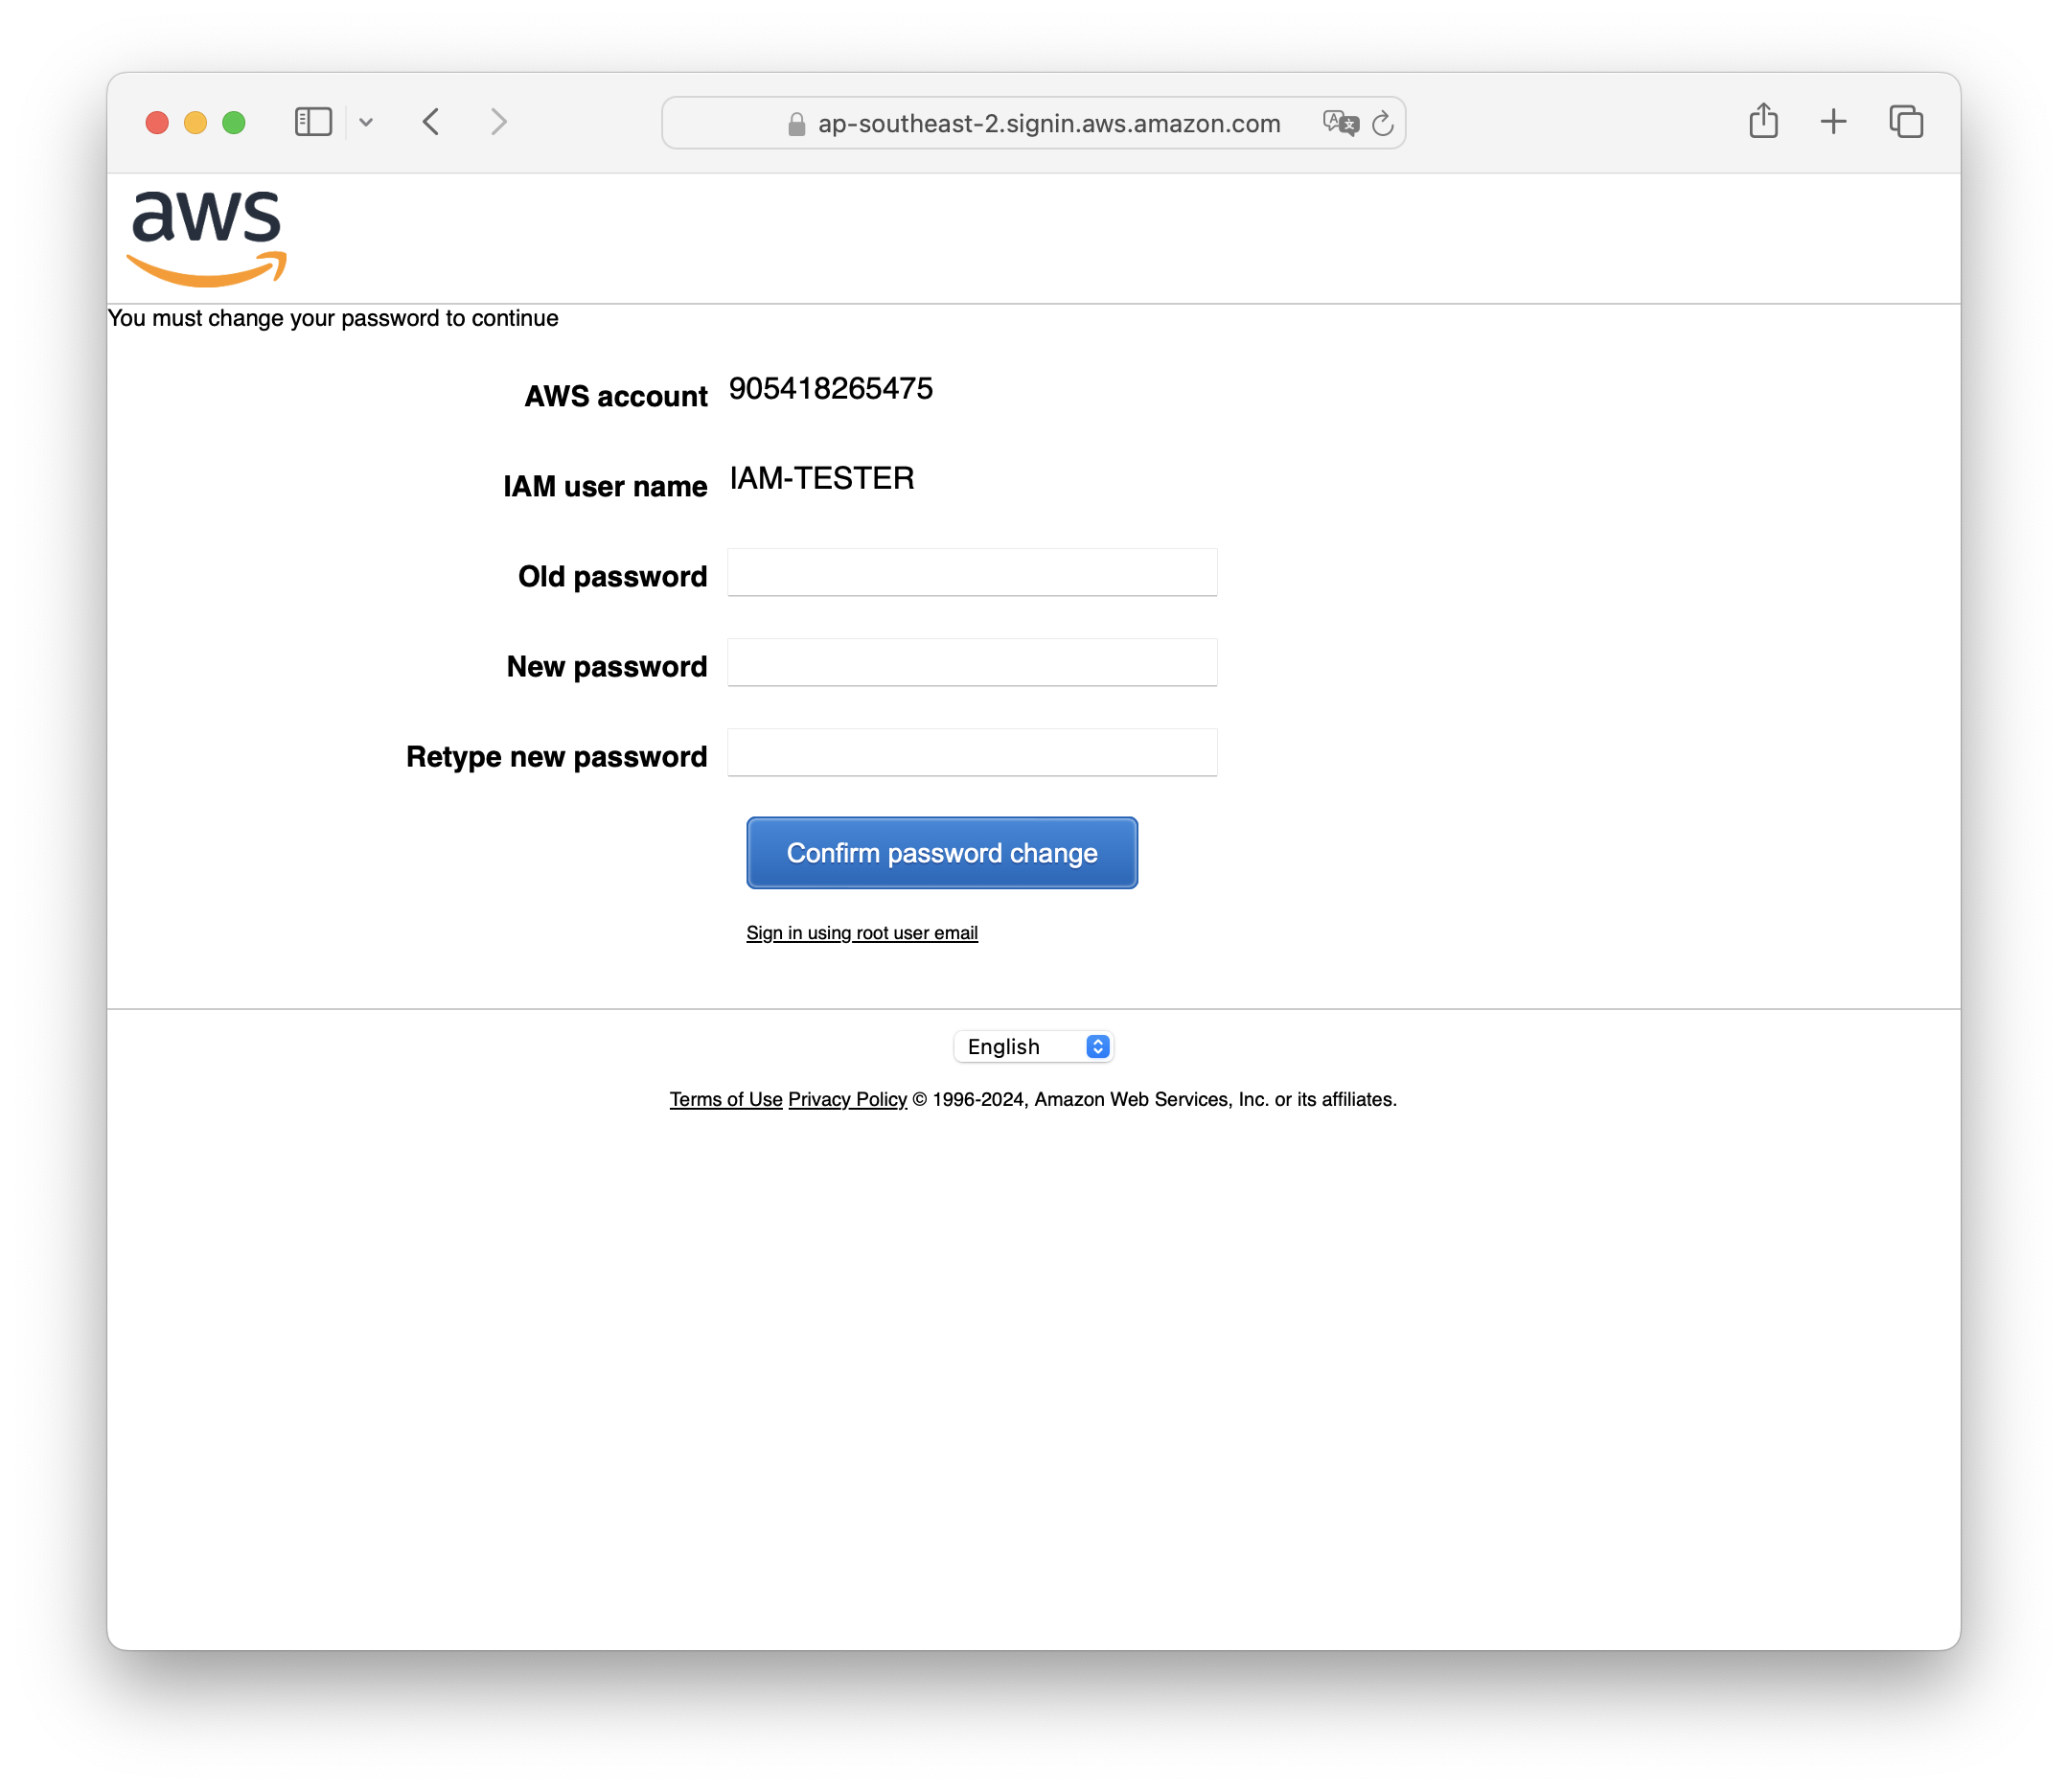 ap-southeast-2.signin.aws.amazon.com
aws
You must change your password to continue
AWS account 905418265475
IAM user name IAM-TESTER
Old password
New password
Retype new password
Confirm password change
Sign in using root user email
English
Terms of Use Privacy Policy © 1996-2024, Amazon Web Services, Inc. or its affiliates.